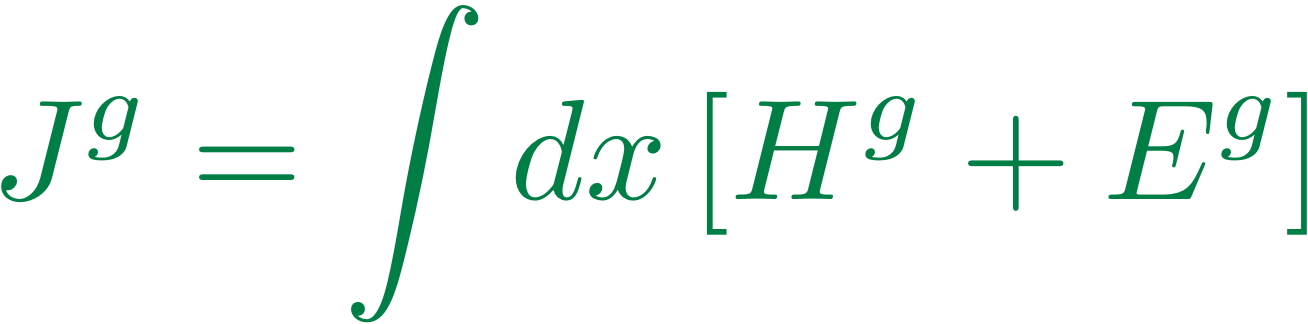 J^g = ∫ dx [H^g + E^g]